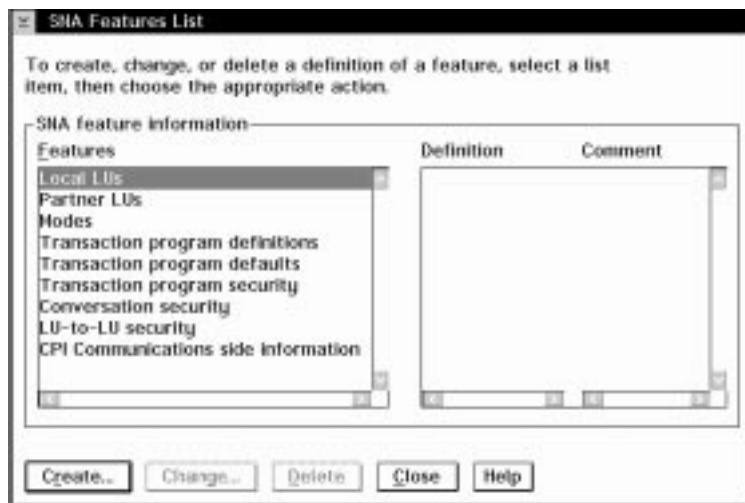 SNA Features List
To create, change, or delete a definition of a feature, select a list
item, then choose the appropriate action.
SNA feature information
Features
Definition
Comment
Local LUs
Partner LUs
Modes
Transaction program definitions
Transaction program defaults
Transaction program security
Conversation security
LU-to-LU security
CPI Communications side information
Create...
Change...
Delete
Close
Help